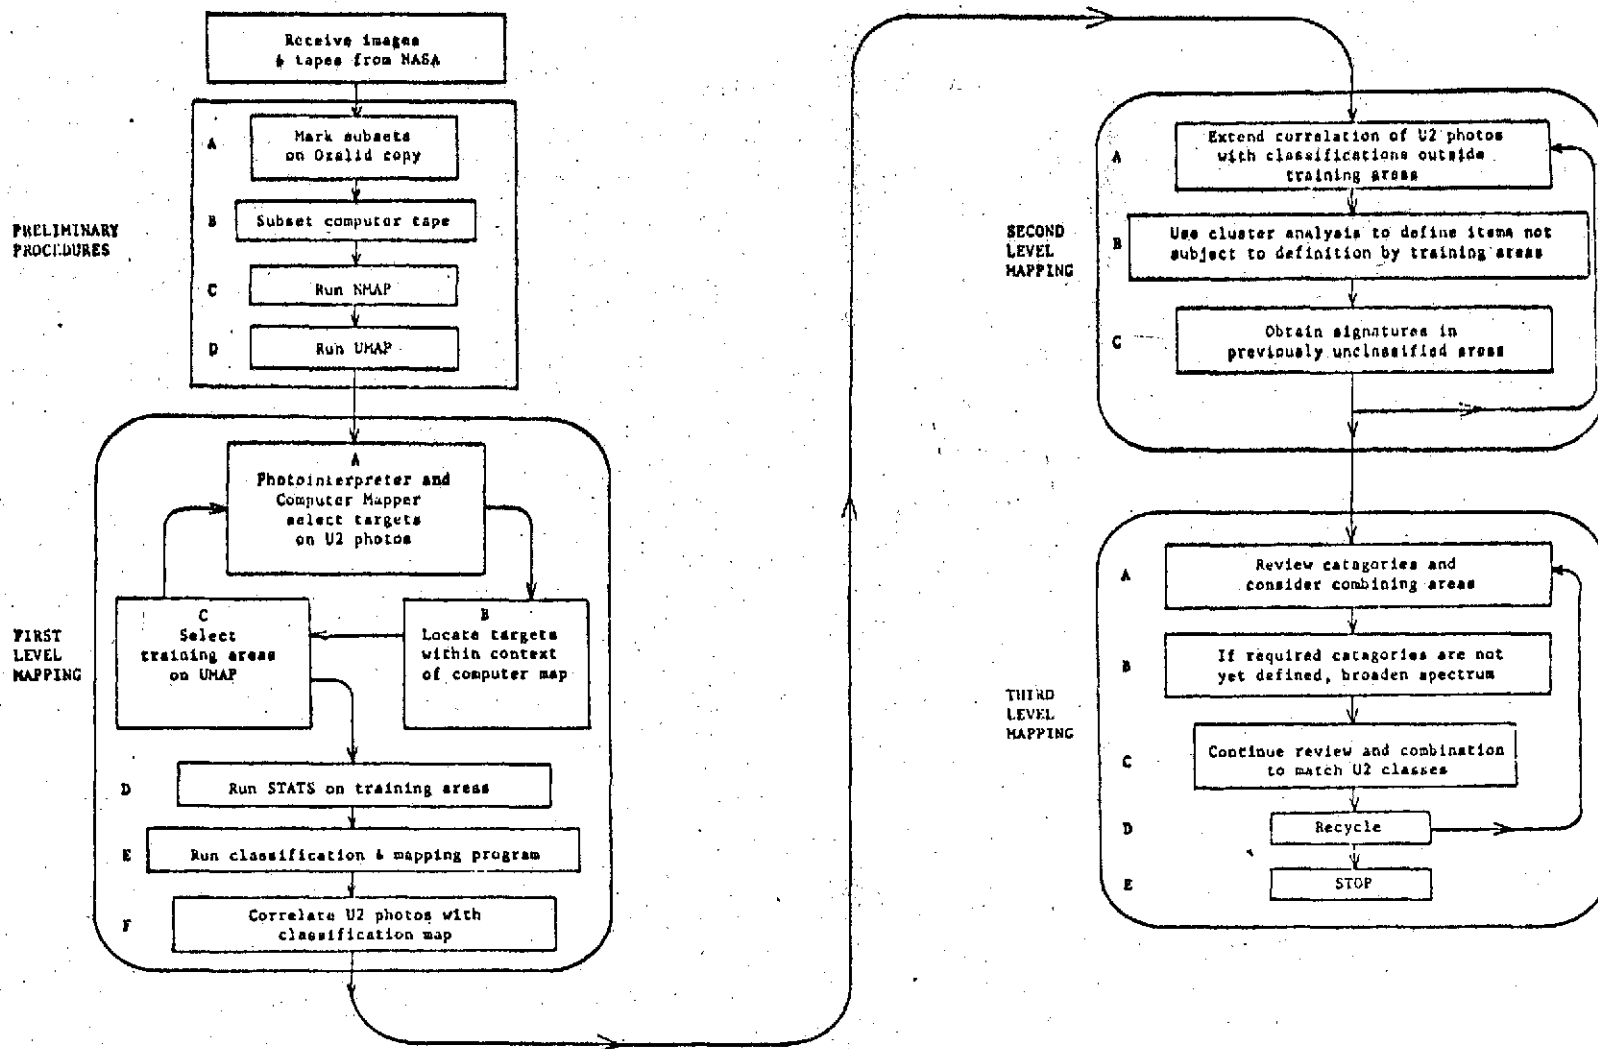 Receive images
& tapes from NASA
PRELIMINARY
PROCEDURES
A
Mark subsets
on Ozalid copy
B
Subset computer tape
C
Run NMAP
D
Run UMAP
FIRST
LEVEL
MAPPING
A
Photointerpreter and
Computer Mapper
select targets
on U2 photos
C
Select
training areas
on UMAP
B
Locate targets
within context
of computer map
D
Run STATS on training areas
E
Run classification & mapping program
F
Correlate U2 photos with
classification map
SECOND
LEVEL
MAPPING
A
Extend correlation of U2 photos
with classifications outside
training areas
B
Use cluster analysis to define items not
subject to definition by training areas
C
Obtain signatures in
previously unclassified areas
THIRD
LEVEL
MAPPING
A
Review catagories and
consider combining areas
B
If required catagories are not
yet defined, broaden spectrum
C
Continue review and combination
to match U2 classes
D
Recycle
E
STOP